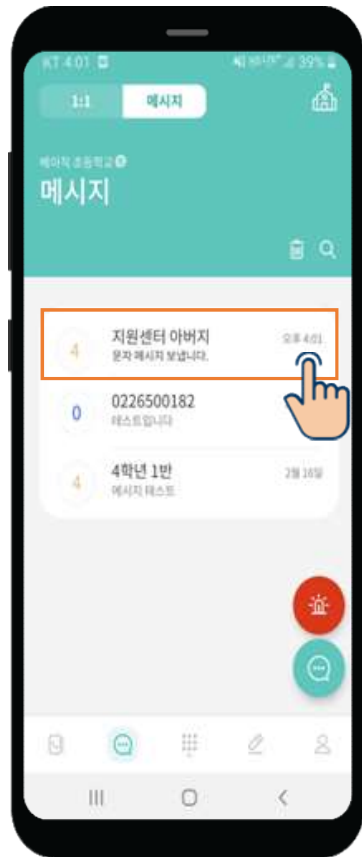 KT 4:01
39%
1:1
메시지
메시지
4
지원센터 아버지
오후 4:01
문자 메시지 보냅니다.
0
0226500182
테스트입니다
4
4학년 1반
2월 16일
메시지 테스트